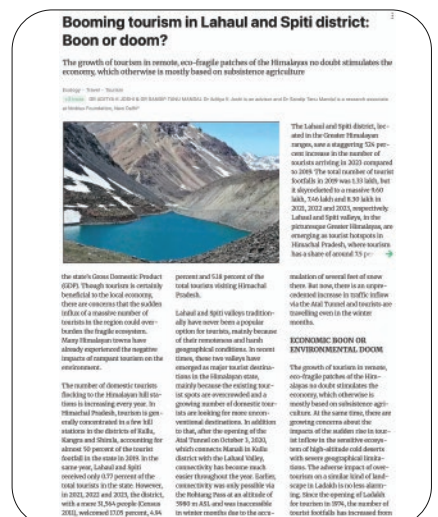 Booming tourism in Lahaul and Spiti district:
Boon or doom?
The growth of tourism in remote, eco-fragile patches of the Himalayas no doubt stimulates the
economy, which otherwise is mostly based on subsistence agriculture
Ecology - Travel - Tourism
The Lahaul and Spiti district, loc-
ated in the Greater Himalayan
ranges, saw a staggering 524 per
cent increase in the number of
tourists arriving in 2023 compared
to 2019. The total number of tourist
footfalls in 2019 was 1.33 lakh, but
it skyrocketed to a massive 9.60
lakh, 7.46 lakh and 8.30 lakh in
2021, 2022 and 2023, respectively.
Lahaul and Spiti valleys, in the
picturesque Greater Himalayas, are
emerging as tourist hotspots in
Himachal Pradesh, where tourism
has a share of around 7.5 per
the state's Gross Domestic Product
(GDP). Though tourism is certainly
beneficial to the local economy,
there are concerns that the sudden
influx of a massive number of
tourists in the region could over-
burden the fragile ecosystem.
Many Himalayan towns have
already experienced the negative
impacts of rampant tourism on the
environment.
The number of domestic tourists
flocking to the Himalayan hill sta-
tions is increasing every year. In
Himachal Pradesh, tourism is gen-
erally concentrated in a few hill
stations in the districts of Kullu,
Kangra and Shimla, accounting for
almost 50 percent of the tourist
footfall in the state in 2019. In the
same year, Lahaul and Spiti
received only 0.77 percent of the
total tourists in the state. However,
in 2021, 2022 and 2023, the district,
with a mere 31,564 people (Census
2011), welcomed 17.05 percent, 4.94
percent and 5.18 percent of the
total tourists visiting Himachal
Pradesh.
Lahaul and Spiti valleys tradition-
ally have never been a popular
option for tourists, mainly because
of their remoteness and harsh
geographical conditions. In recent
times, these two valleys have
emerged as major tourist destina-
tions in the Himalayan state,
mainly because the existing tour-
ist spots are overcrowded and a
growing number of domestic tour-
ists are looking for more uncon-
ventional destinations. In addition
to that, after the opening of the
Atal Tunnel on October 3, 2020,
which connects Manali in Kullu
district with the Lahaul Valley,
connectivity has become much
easier throughout the year. Earlier,
connectivity was only possible via
the Rohtang Pass at an altitude of
3980 m ASL and was inaccessible
in winter months due to the accu-
mulation of several feet of snow
there. But now, there is an unpre-
cedented increase in traffic inflow
via the Atal Tunnel and tourists are
travelling even in the winter
months.
ECONOMIC BOON OR
ENVIRONMENTAL DOOM
The growth of tourism in remote,
eco-fragile patches of the Him-
alayas no doubt stimulates the
economy, which otherwise is
mostly based on subsistence agri-
culture. At the same time, there are
growing concerns about the
impacts of the sudden rise in tour-
ist inflow in the sensitive ecosys-
tem of high-altitude cold deserts
with severe geographical limita-
tions. The adverse impact of over-
tourism on a similar kind of land-
scape in Ladakh is no less alarm-
ing. Since the opening of Ladakh
for tourism in 1974, the number of
tourist footfalls has increased from